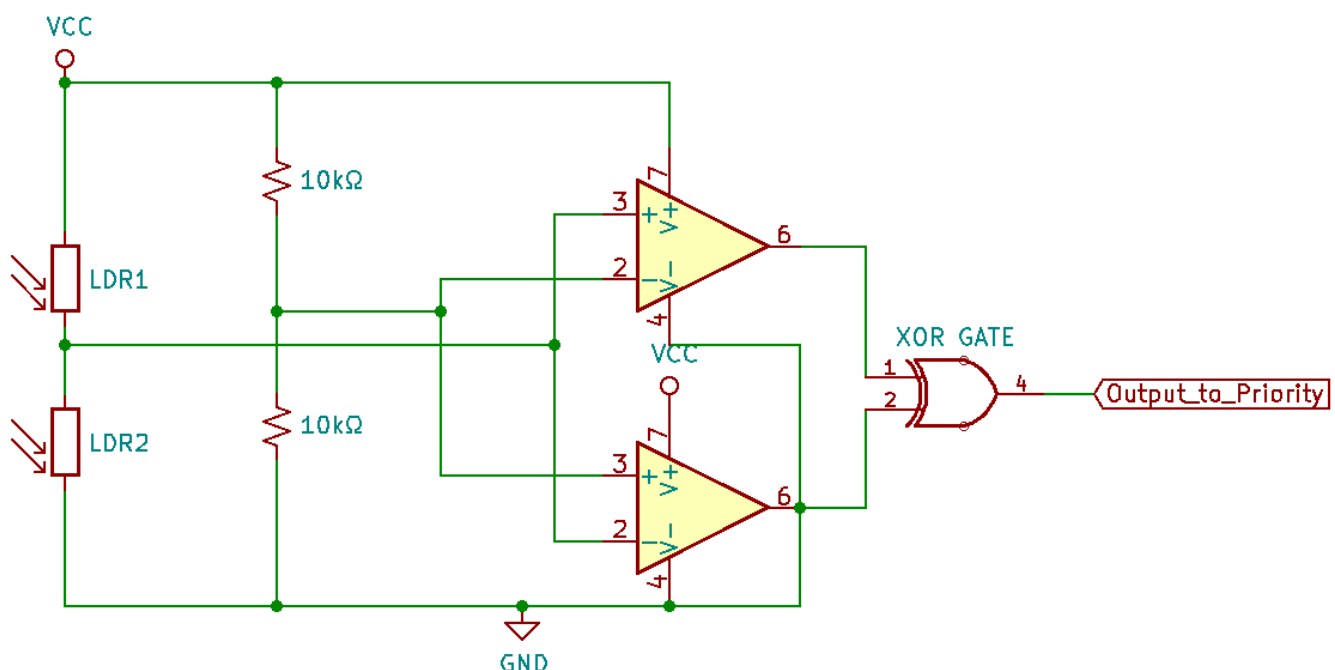 VCC
10kΩ
7
3
+
V+
6
2
−
V-
4
LDR1
XOR GATE
VCC
1
2
4
Output_to_Priority
10kΩ
LDR2
7
3
+
V+
6
2
−
V-
4
GND